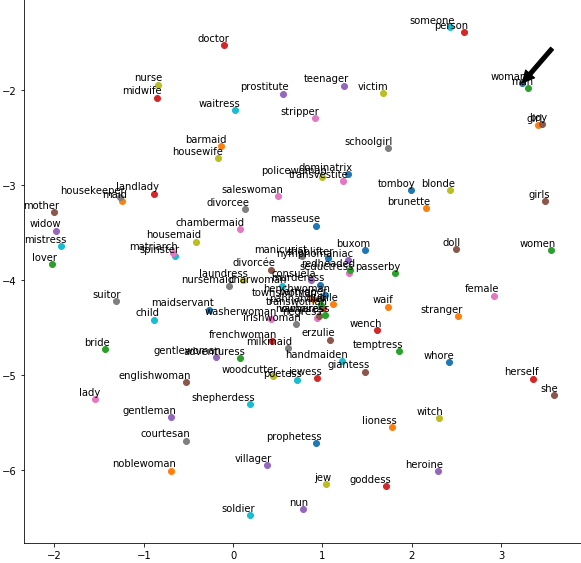 someone
person
doctor
woman
man
nurse
teenager
victim
prostitute
midwife
−2
waitress
stripper
boy
girl
barmaid
schoolgirl
housewife
dominatrix
policewoman
transvestite
−3
housekeeper
maid
landlady
saleswoman
tomboy
blonde
brunette
girls
mother
divorcee
widow
chambermaid
masseuse
mistress
housemaid
matriarch
spinster
manicurist
nymphomaniac
buxom
doll
women
lover
divorcée
redheaded
seductress
passerby
−4
laundress
nursemaid
charwoman
consuela
female
suitor
maidservant
waif
child
washerwoman
irishwoman
negress
stranger
bride
frenchwoman
milkmaid
erzulie
wench
gentlewoman
adventuress
handmaiden
temptress
whore
−5
englishwoman
woodcutter
poetess
jewess
giantess
herself
lady
shepherdess
she
gentleman
lioness
witch
courtesan
prophetess
−6
noblewoman
villager
heroine
jew
goddess
soldier
nun
−2
−1
0
1
2
3